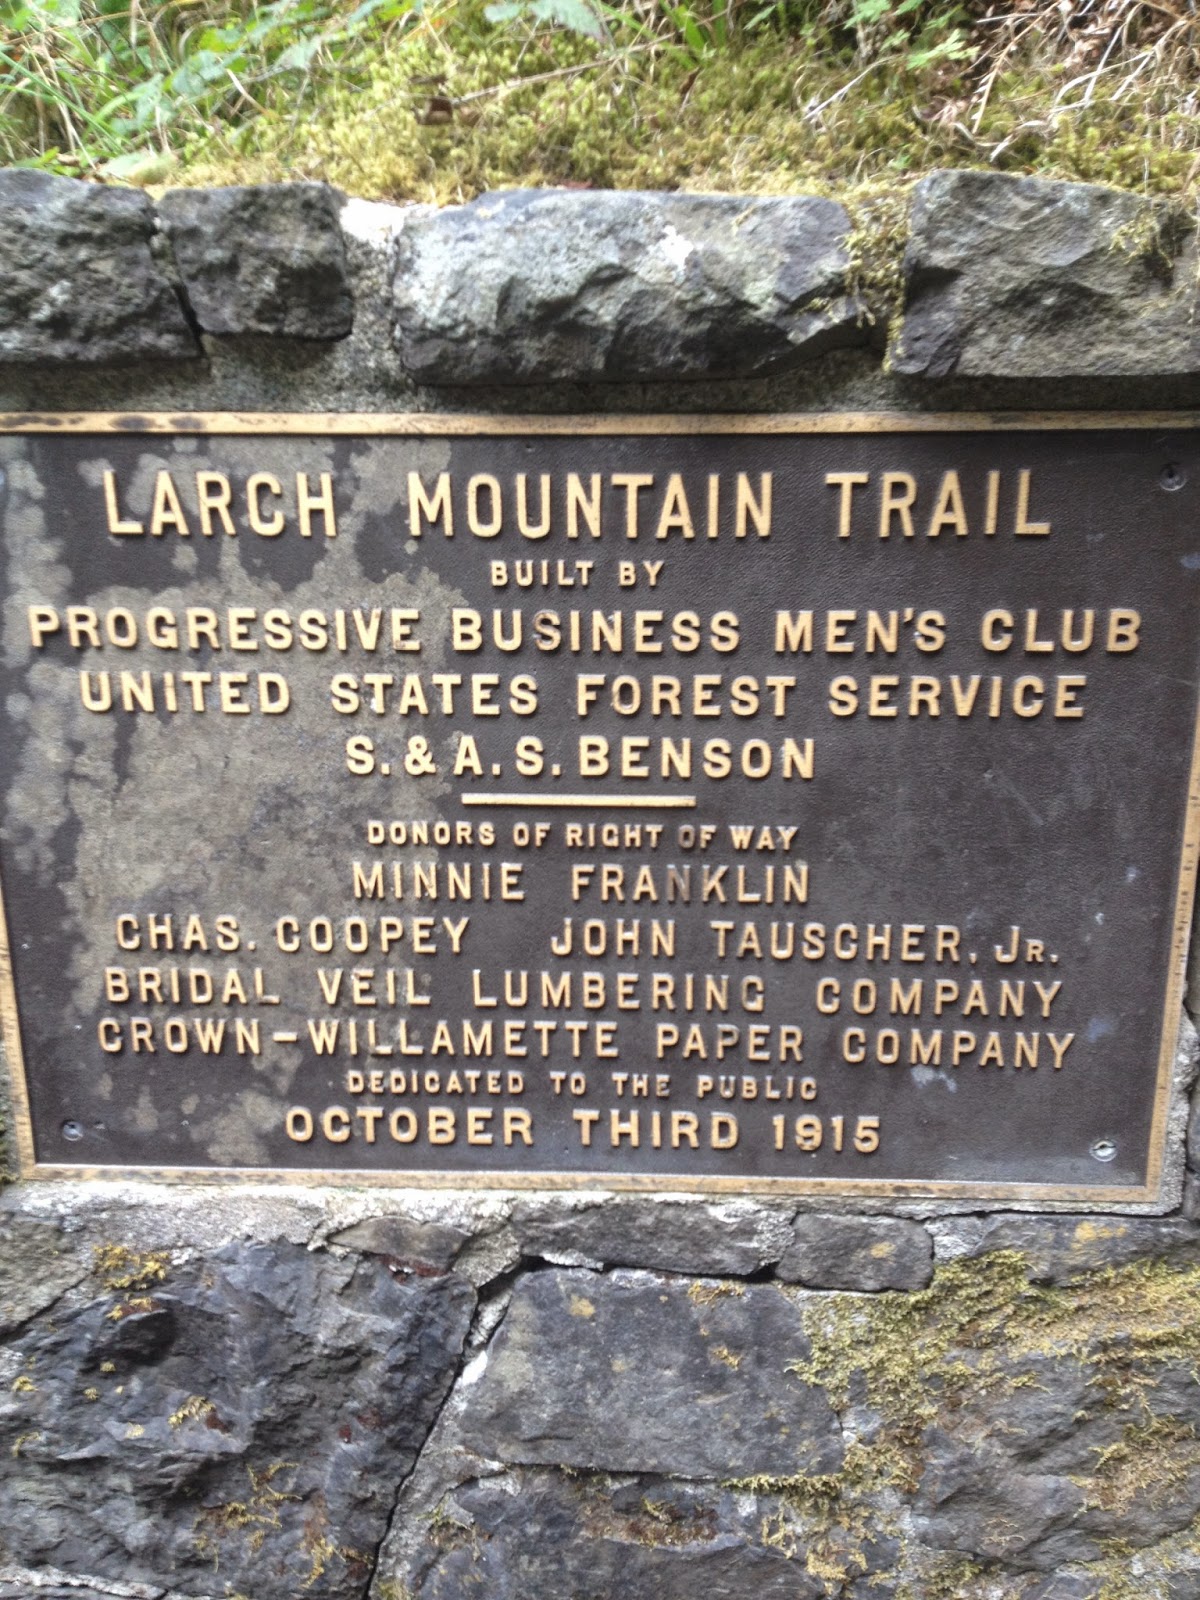 LARCH MOUNTAIN TRAIL
BUILT BY
PROGRESSIVE BUSINESS MEN'S CLUB
UNITED STATES FOREST SERVICE
S. & A. S. BENSON
DONORS OF RIGHT OF WAY
MINNIE FRANKLIN
CHAS. COOPEY JOHN TAUSCHER, JR.
BRIDAL VEIL LUMBERING COMPANY
CROWN-WILLAMETTE PAPER COMPANY
DEDICATED TO THE PUBLIC
OCTOBER THIRD 1915